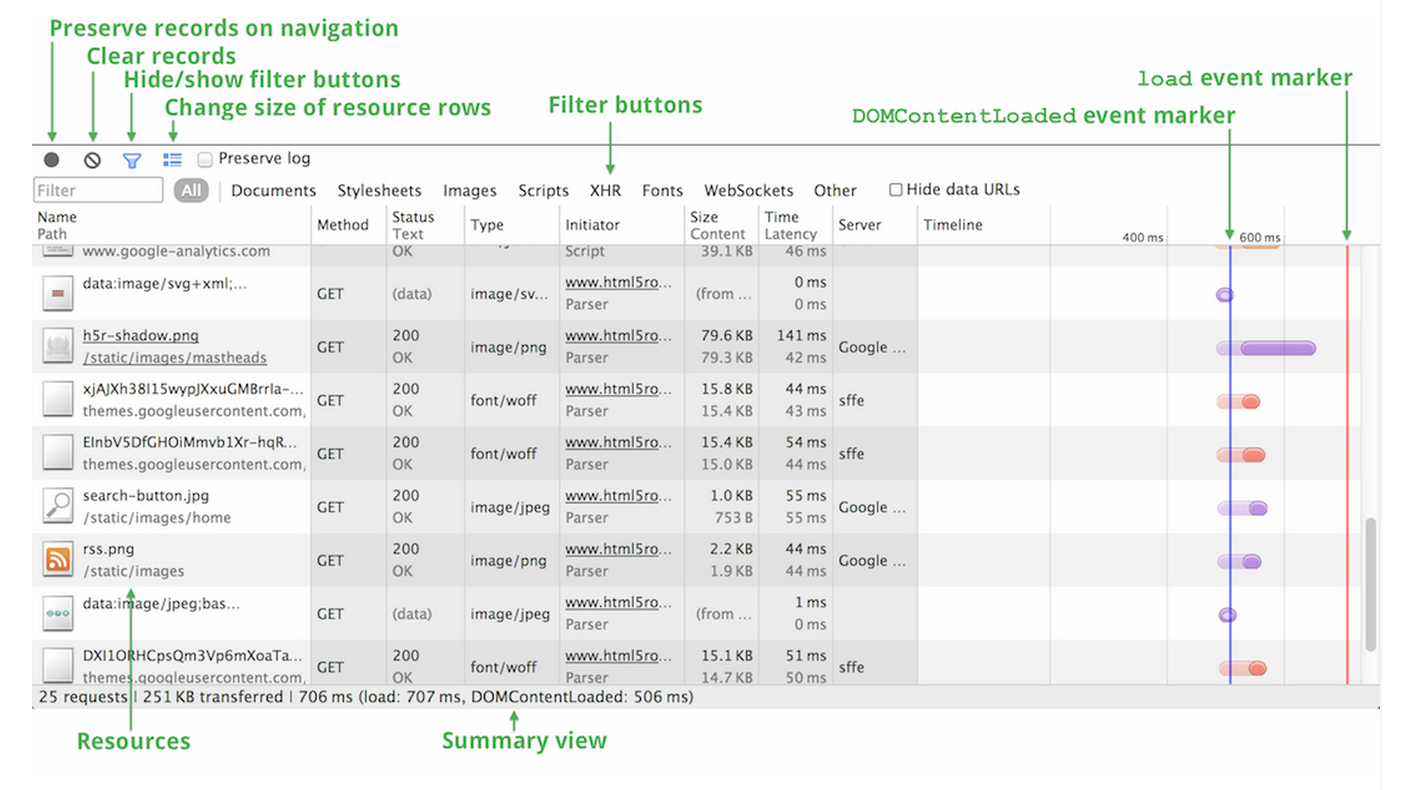 Preserve records on navigation
Clear records
Hide/show filter buttons
Change size of resource rows
Filter buttons
load event marker
DOMContentLoaded event marker
Preserve log
Filter All Documents Stylesheets Images Scripts XHR Fonts WebSockets Other Hide data URLs
Name Method Status Type Initiator Size Time Server Timeline
Path Text Content Latency 400 ms 600 ms
www.google-analytics.com OK Script 39.1 KB 46 ms
data:image/svg+xml;... GET (data) image/sv... www.html5ro... (from ... 0 ms
Parser 0 ms
h5r-shadow.png GET 200 image/png www.html5ro... 79.6 KB 141 ms Google ...
/static/images/mastheads OK Parser 79.3 KB 42 ms
GET 200 font/woff www.html5ro... 15.8 KB 44 ms sffe
themes.googleusercontent.com, OK Parser 15.4 KB 43 ms
EInbV5DfGHOiMmvb1Xr-hqR... GET 200 font/woff www.html5ro... 15.4 KB 54 ms sffe
themes.googleusercontent.com, OK Parser 15.0 KB 44 ms
search-button.jpg GET 200 image/jpeg www.html5ro... 1.0 KB 55 ms Google ...
/static/images/home OK Parser 753 B 55 ms
rss.png GET 200 image/png www.html5ro... 2.2 KB 44 ms Google ...
/static/images OK Parser 1.9 KB 44 ms
data:image/jpeg;bas... GET (data) image/jpeg www.html5ro... (from ... 1 ms
Parser 0 ms
DXI1ORHCpsQm3Vp6mXoaTa... GET 200 font/woff www.html5ro... 15.1 KB 51 ms sffe
themes.googleusercontent.com, OK Parser 14.7 KB 50 ms
25 requests | 251 KB transferred | 706 ms (load: 707 ms, DOMContentLoaded: 506 ms)
Resources
Summary view